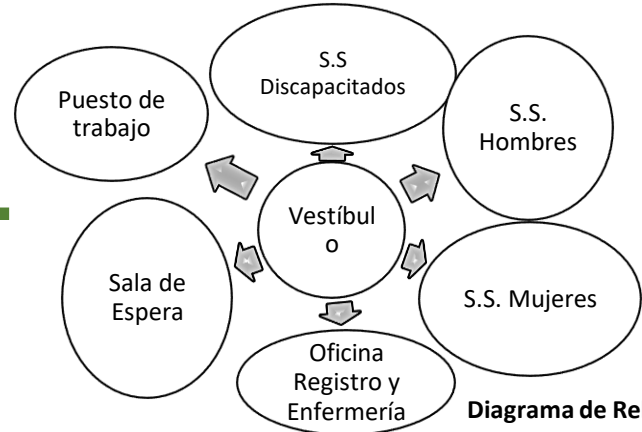 S.S
Discapacitados
Puesto de
trabajo
S.S.
Hombres
Vestíbul
o
Sala de
Espera
S.S. Mujeres
Oficina
Registro y
Enfermería
Diagrama de Re